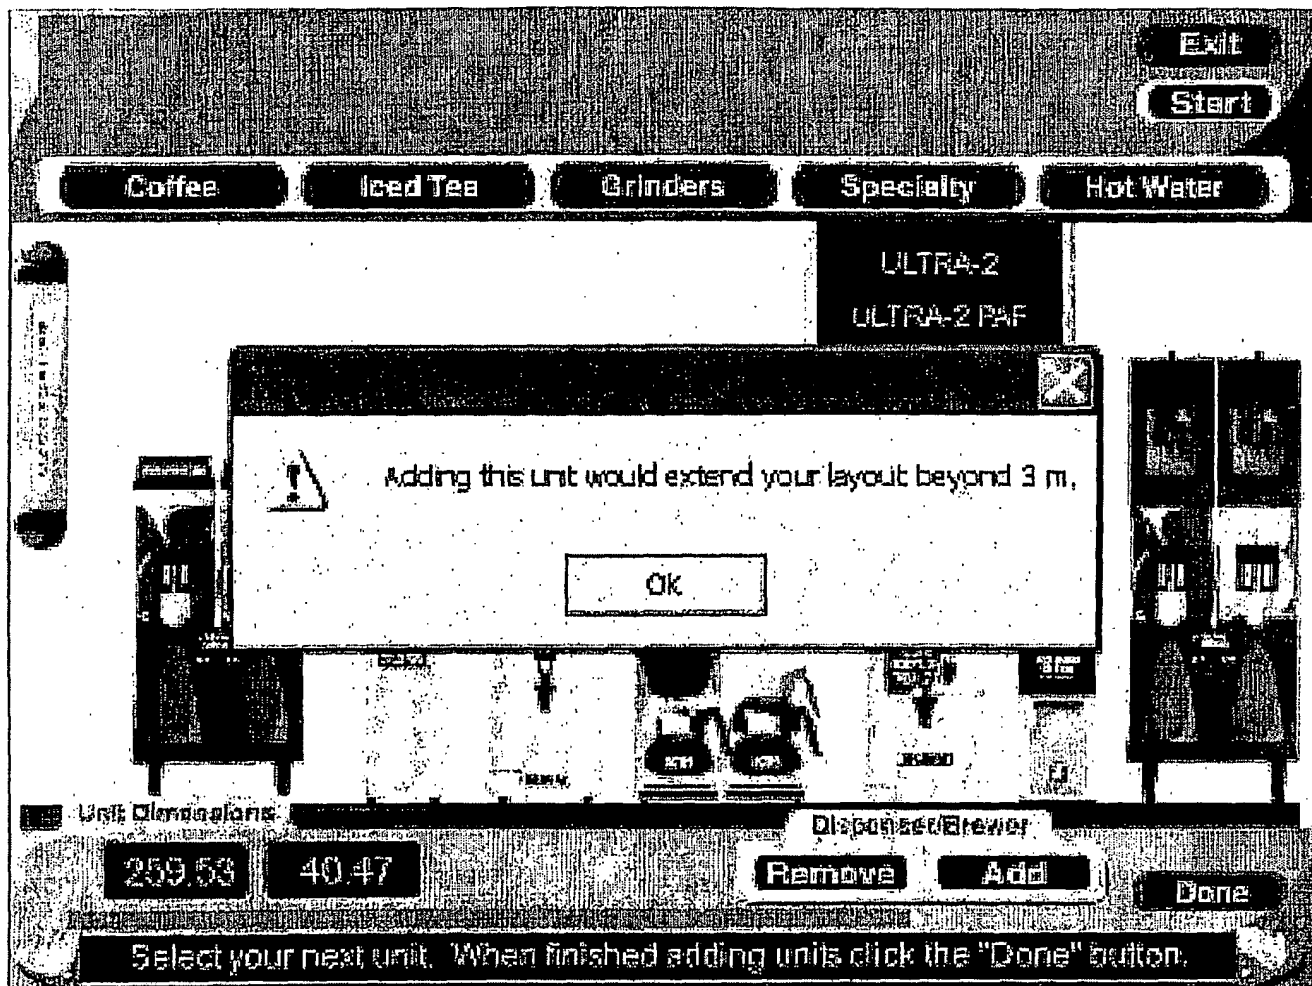 Exit
Start
Coffee
Iced Tea
Grinders
Specialty
Hot Water
ULTRA-2
ULTRA-2 PAF
Adding this unit would extend your layout beyond 3 m.
OK
Unit Dimensions
259.53
40.47
Dispenser/Brewer
Remove
Add
Done
Select your next unit. When finished adding units click the "Done" button.